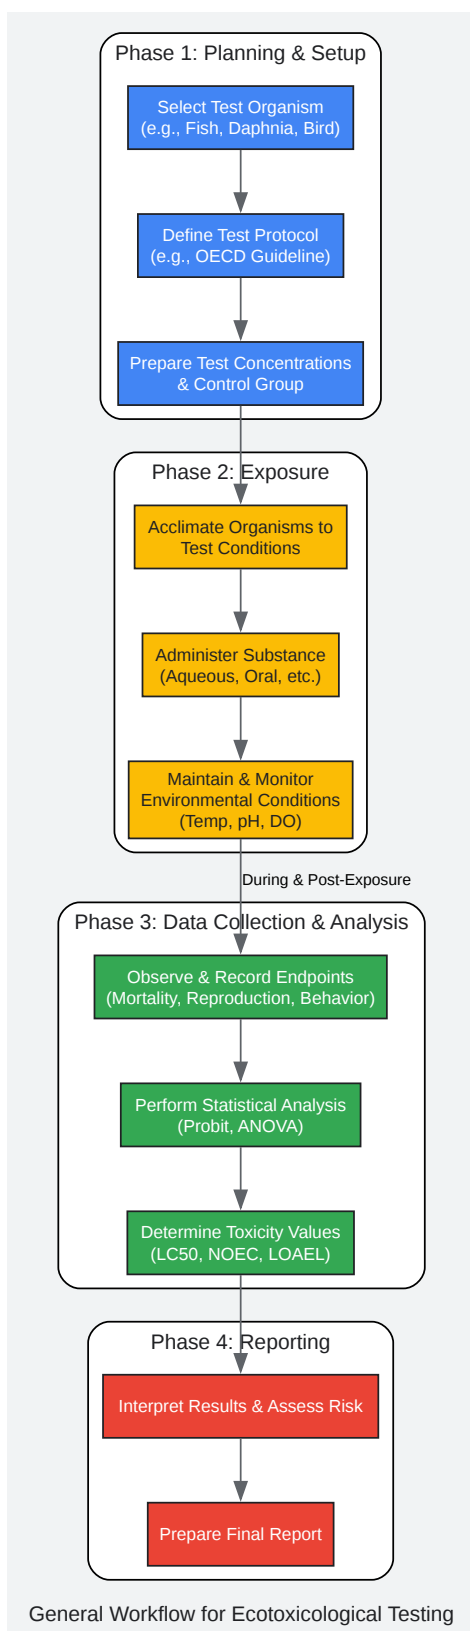 Phase 1: Planning & Setup
Select Test Organism
(e.g., Fish, Daphnia, Bird)
Define Test Protocol
(e.g., OECD Guideline)
Prepare Test Concentrations
& Control Group
Phase 2: Exposure
Acclimate Organisms to
Test Conditions
Administer Substance
(Aqueous, Oral, etc.)
Maintain & Monitor
Environmental Conditions
(Temp, pH, DO)
During & Post-Exposure
Phase 3: Data Collection & Analysis
Observe & Record Endpoints
(Mortality, Reproduction, Behavior)
Perform Statistical Analysis
(Probit, ANOVA)
Determine Toxicity Values
(LC50, NOEC, LOAEL)
Phase 4: Reporting
Interpret Results & Assess Risk
Prepare Final Report
General Workflow for Ecotoxicological Testing